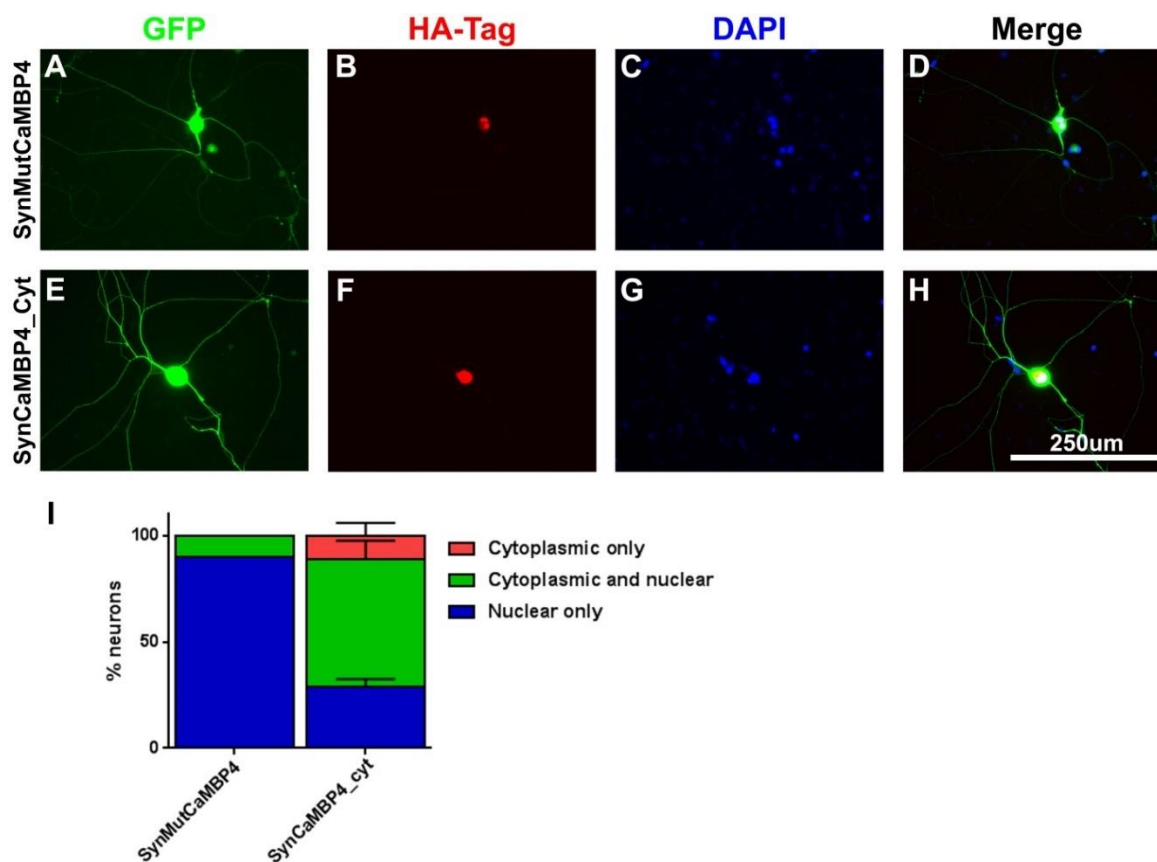 GFP HA-Tag DAPI Merge
SynMutCaMBP4
A B C D
SynCaMBP4_Cyt
E F G H
250um
I
% neurons
100
50
0
Cytoplasmic only
Cytoplasmic and nuclear
Nuclear only
SynMutCaMBP4
SynCaMBP4_cyt